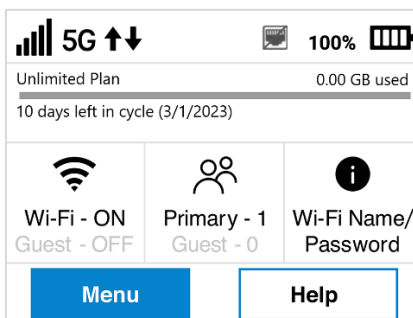 5G 100%
Unlimited Plan 0.00 GB used
10 days left in cycle (3/1/2023)
Wi-Fi - ON Primary - 1 Wi-Fi Name/
Guest - OFF Guest - 0 Password
Menu Help